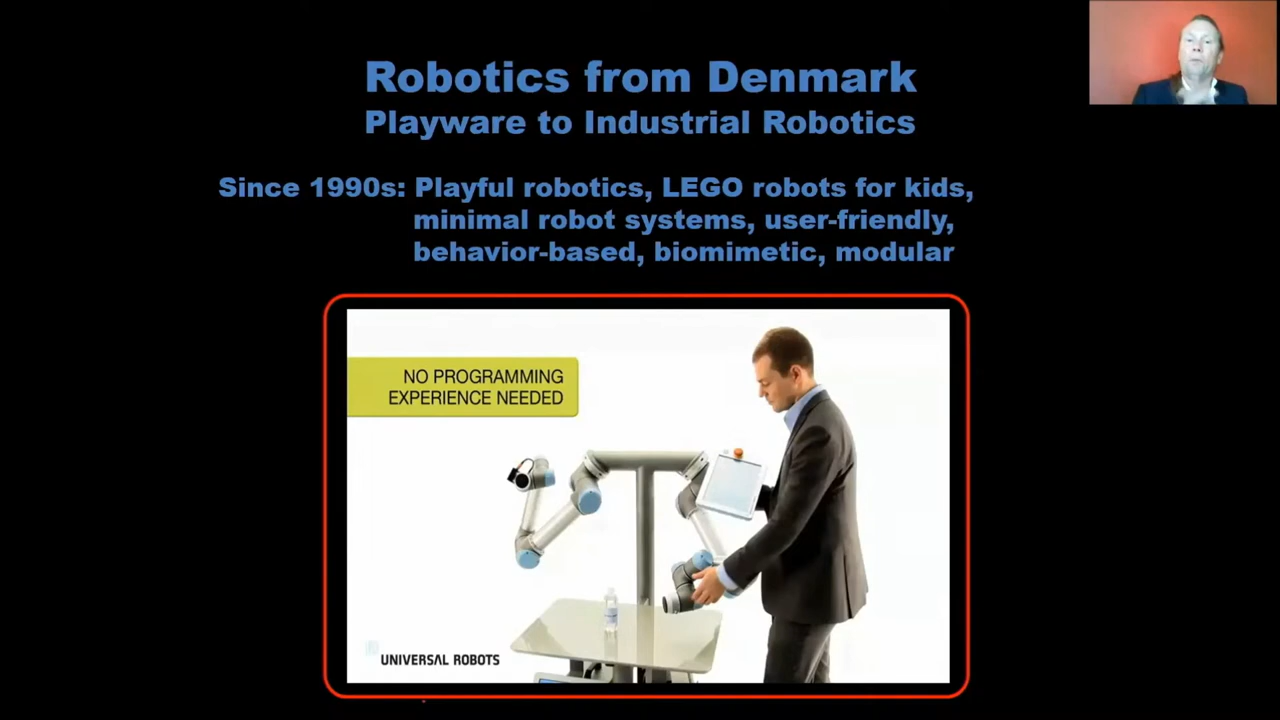 Robotics from Denmark
Playware to Industrial Robotics
Since 1990s: Playful robotics, LEGO robots for kids,
minimal robot systems, user-friendly,
behavior-based, biomimetic, modular
NO PROGRAMMING
EXPERIENCE NEEDED
UNIVERSAL ROBOTS